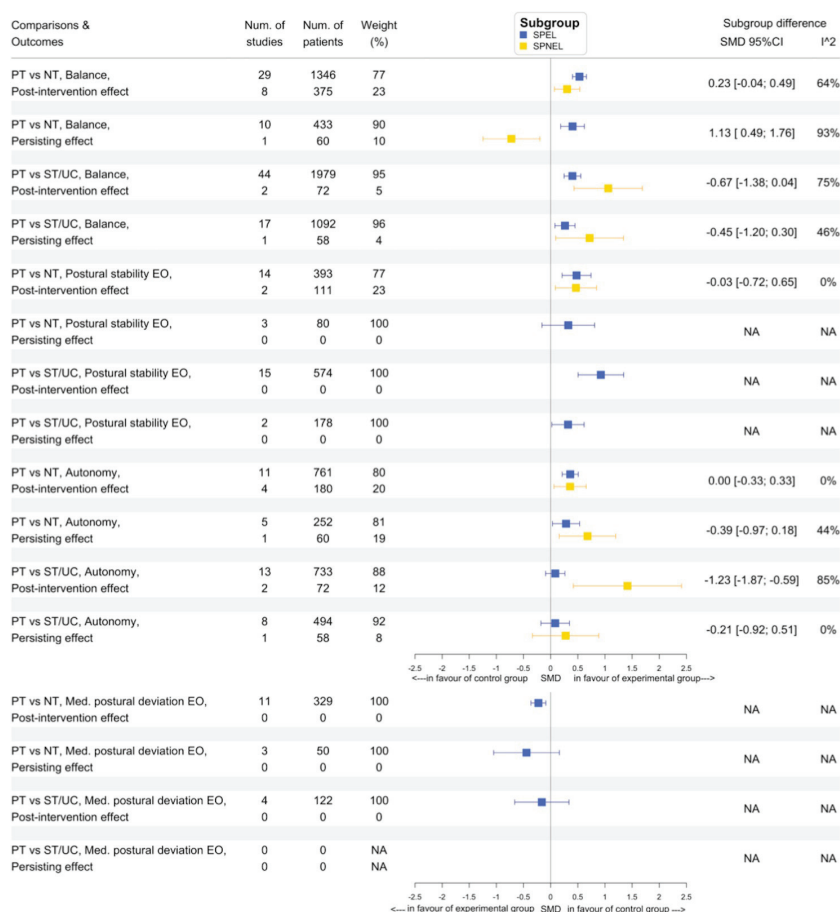 Comparisons & Outcomes Num. of studies Num. of patients Weight (%) Subgroup SPEL SPNEL Subgroup difference SMD 95%CI I^2
PT vs NT, Balance, 29 1346 77
Post-intervention effect 8 375 23 0.23 [-0.04; 0.49] 64%
PT vs NT, Balance, 10 433 90
Persisting effect 1 60 10 1.13 [ 0.49; 1.76] 93%
PT vs ST/UC, Balance, 44 1979 95
Post-intervention effect 2 72 5 -0.67 [-1.38; 0.04] 75%
PT vs ST/UC, Balance, 17 1092 96
Persisting effect 1 58 4 -0.45 [-1.20; 0.30] 46%
PT vs NT, Postural stability EO, 14 393 77
Post-intervention effect 2 111 23 -0.03 [-0.72; 0.65] 0%
PT vs NT, Postural stability EO, 3 80 100
Persisting effect 0 0 0 NA NA
PT vs ST/UC, Postural stability EO, 15 574 100
Post-intervention effect 0 0 0 NA NA
PT vs ST/UC, Postural stability EO, 2 178 100
Persisting effect 0 0 0 NA NA
PT vs NT, Autonomy, 11 761 80
Post-intervention effect 4 180 20 0.00 [-0.33; 0.33] 0%
PT vs NT, Autonomy, 5 252 81
Persisting effect 1 60 19 -0.39 [-0.97; 0.18] 44%
PT vs ST/UC, Autonomy, 13 733 88
Post-intervention effect 2 72 12 -1.23 [-1.87; -0.59] 85%
PT vs ST/UC, Autonomy, 8 494 92
Persisting effect 1 58 8 -0.21 [-0.92; 0.51] 0%
-2.5 -2 -1.5 -1 -0.5 0 0.5 1 1.5 2 2.5
<---in favour of control group SMD in favour of experimental group--->
PT vs NT, Med. postural deviation EO, 11 329 100
Post-intervention effect 0 0 0 NA NA
PT vs NT, Med. postural deviation EO, 3 50 100
Persisting effect 0 0 0 NA NA
PT vs ST/UC, Med. postural deviation EO, 4 122 100
Post-intervention effect 0 0 0 NA NA
PT vs ST/UC, Med. postural deviation EO, 0 0 NA
Persisting effect 0 0 NA NA NA
-2.5 -2 -1.5 -1 -0.5 0 0.5 1 1.5 2 2.5
<--- in favour of experimental group SMD in favour of control group--->